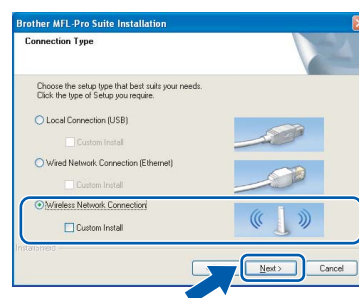 Brother MFL-Pro Suite Installation
Connection Type
Choose the setup type that best suits your needs.
Click the type of Setup you require.
Local Connection (USB)
Custom Install
Wired Network Connection (Ethernet)
Custom Install
Wireless Network Connection
Custom Install
InstallShield
Next >
Cancel